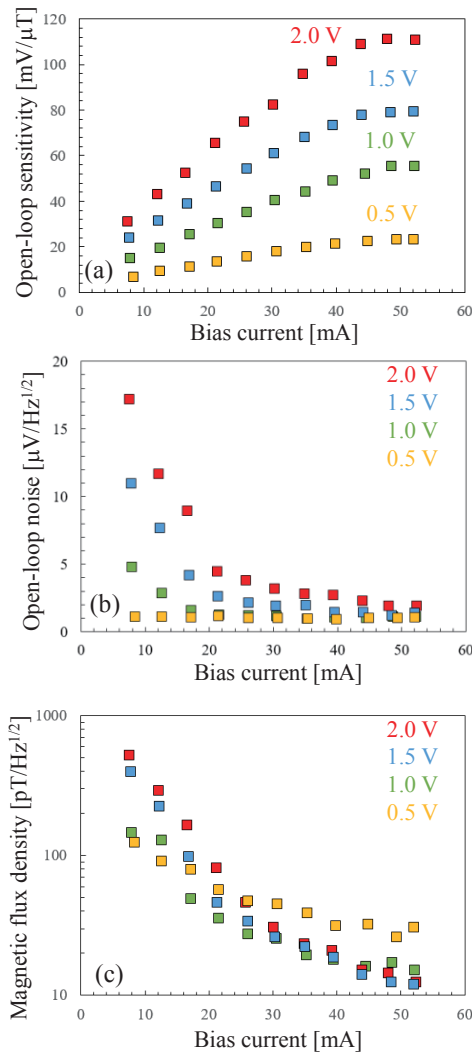 120
100
80
60
40
20
0
Open-loop sensitivity [mV/μT]
2.0 V
1.5 V
1.0 V
0.5 V
(a)
0 10 20 30 40 50 60
Bias current [mA]
20
15
10
5
0
Open-loop noise [μV/Hz1/2]
2.0 V
1.5 V
1.0 V
0.5 V
(b)
0 10 20 30 40 50 60
Bias current [mA]
1000
100
10
Magnetic flux density [pT/Hz1/2]
2.0 V
1.5 V
1.0 V
0.5 V
(c)
0 10 20 30 40 50 60
Bias current [mA]